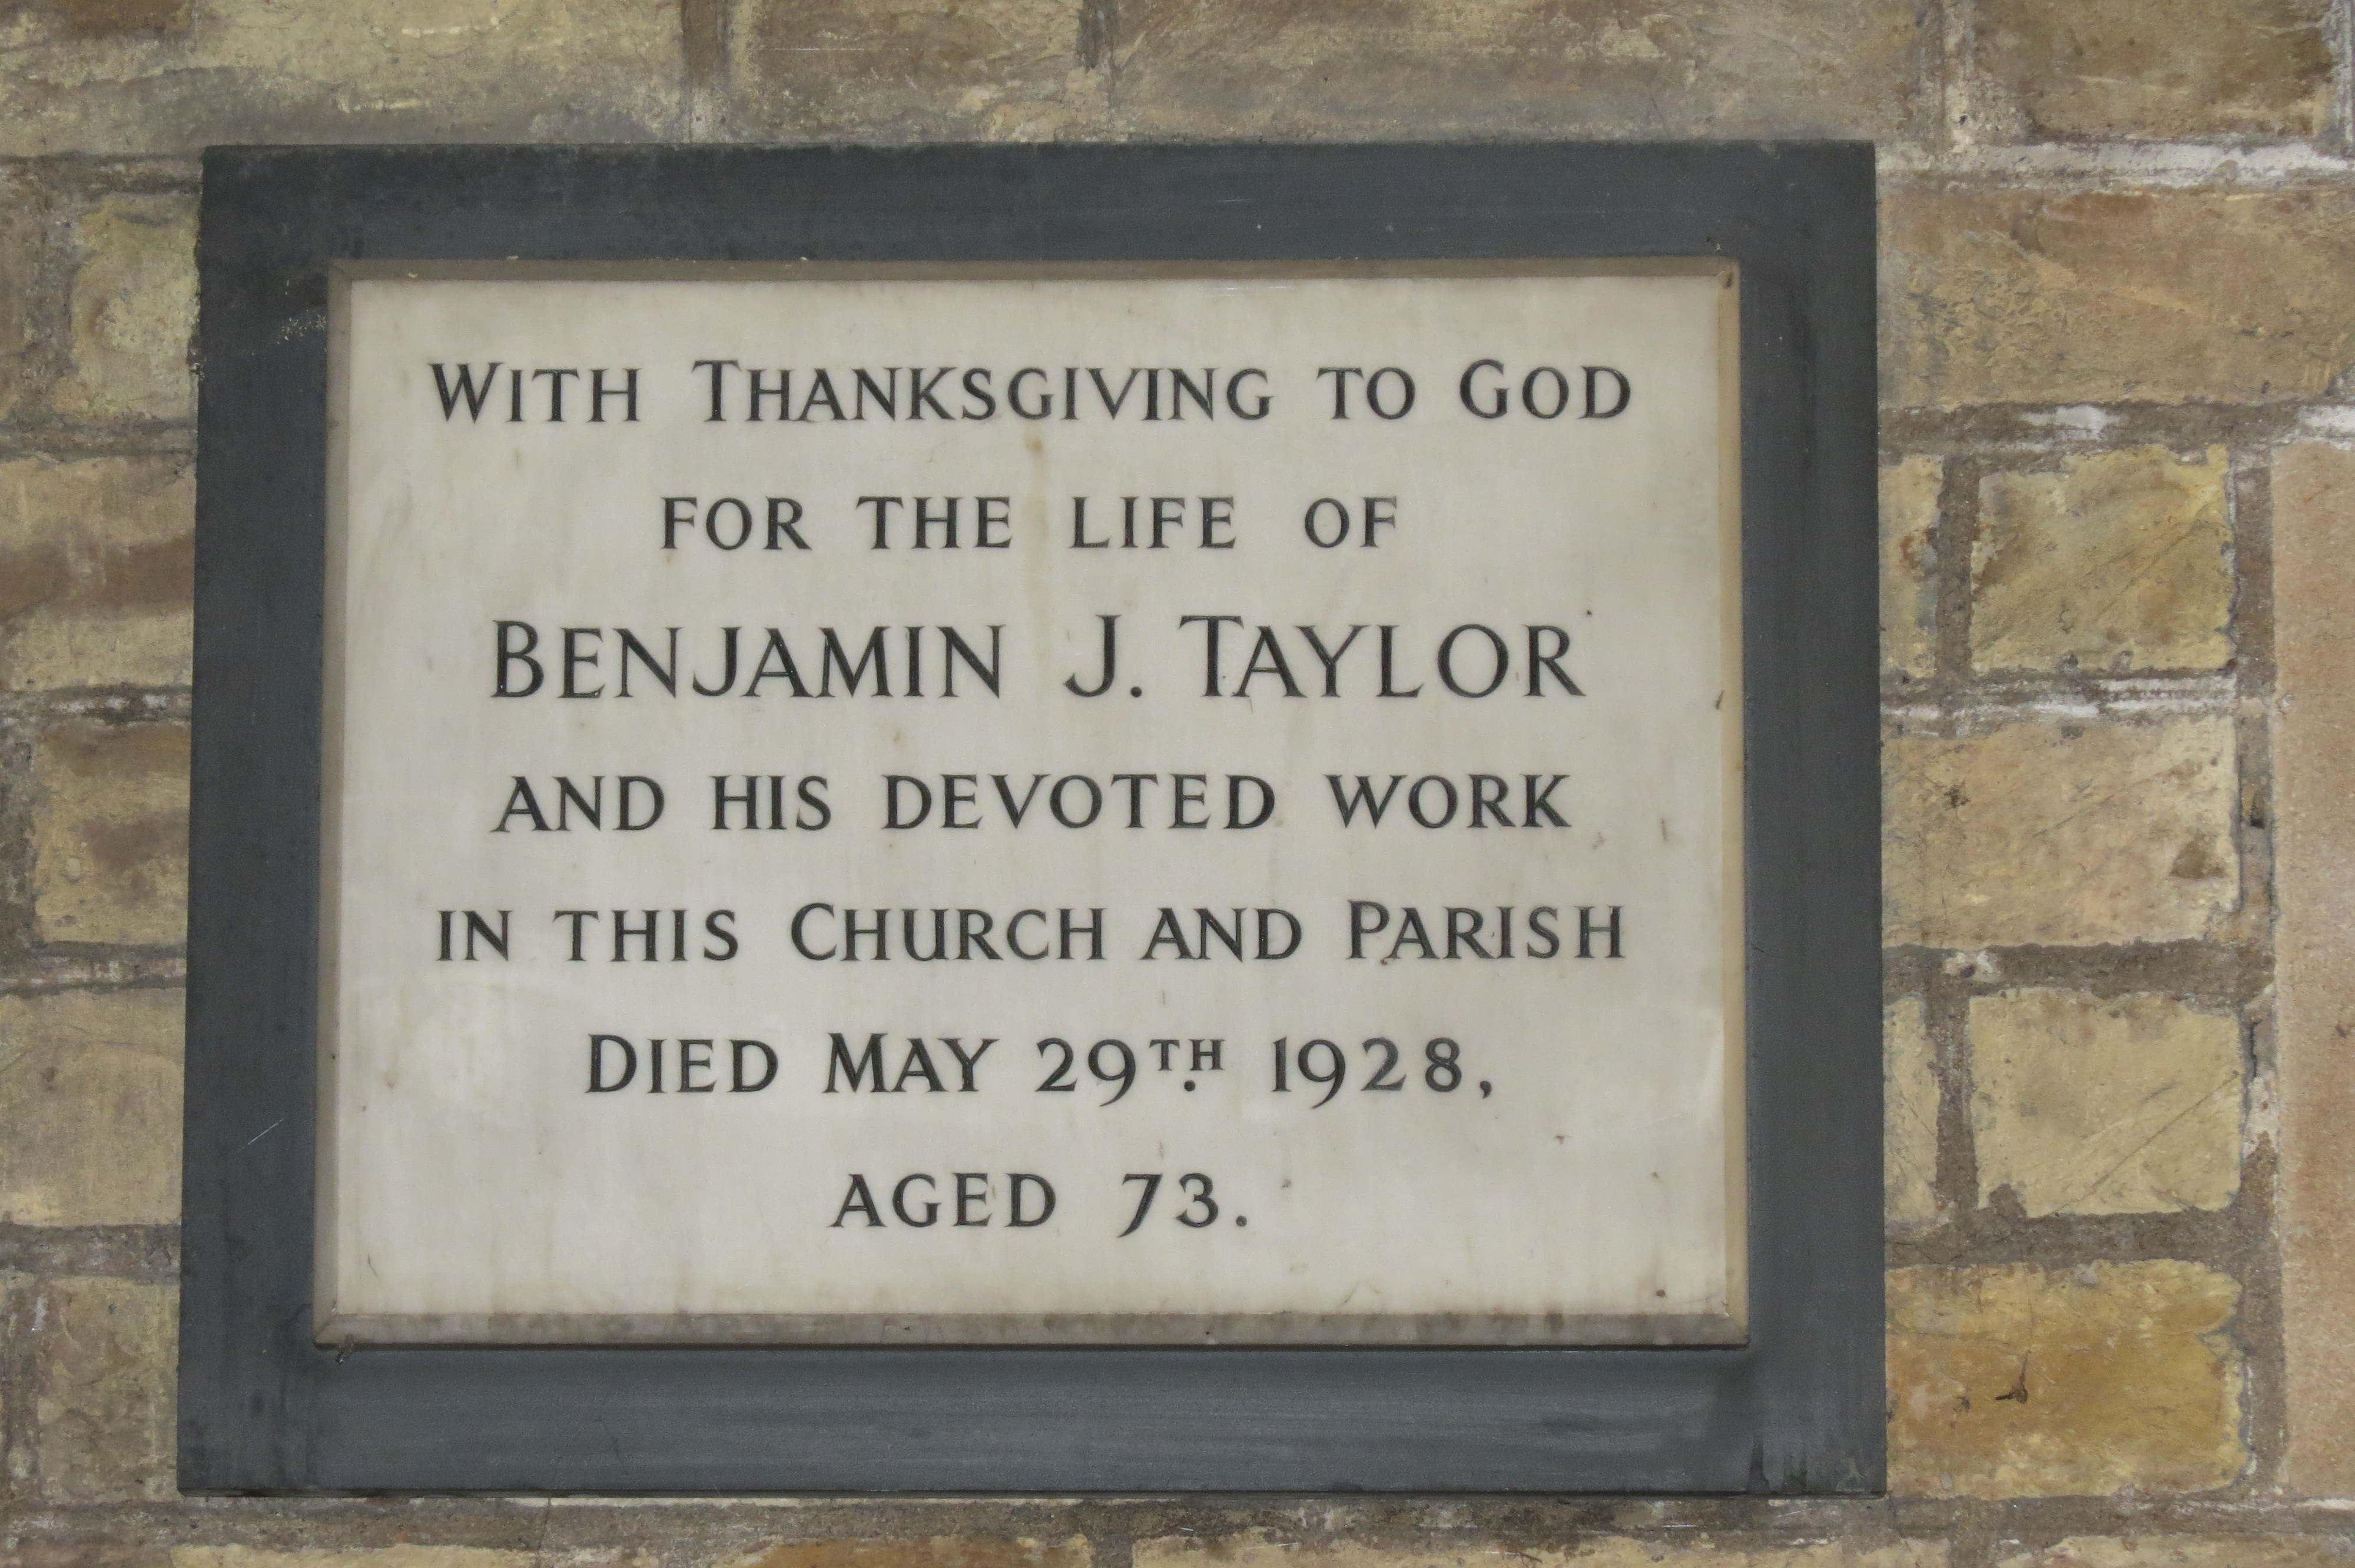 WITH THANKSGIVING TO GOD
FOR THE LIFE OF
BENJAMIN J. TAYLOR
AND HIS DEVOTED WORK
IN THIS CHURCH AND PARISH
DIED MAY 29TH. 1928,
AGED 73.